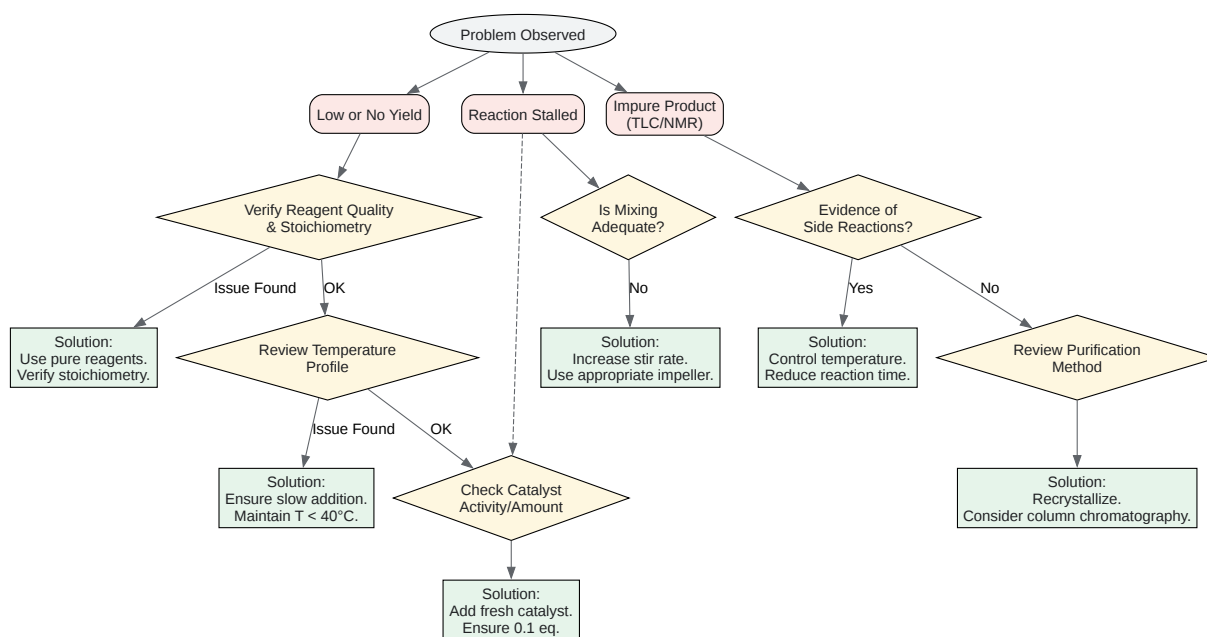 Problem Observed
Low or No Yield
Reaction Stalled
Impure Product
(TLC/NMR)
Verify Reagent Quality
& Stoichiometry
Is Mixing
Adequate?
Evidence of
Side Reactions?
Issue Found
OK
No
Yes
No
Solution:
Use pure reagents.
Verify stoichiometry.
Review Temperature
Profile
Solution:
Increase stir rate.
Use appropriate impeller.
Solution:
Control temperature.
Reduce reaction time.
Review Purification
Method
Issue Found
OK
Solution:
Ensure slow addition.
Maintain T < 40°C.
Check Catalyst
Activity/Amount
Solution:
Recrystallize.
Consider column chromatography.
Solution:
Add fresh catalyst.
Ensure 0.1 eq.